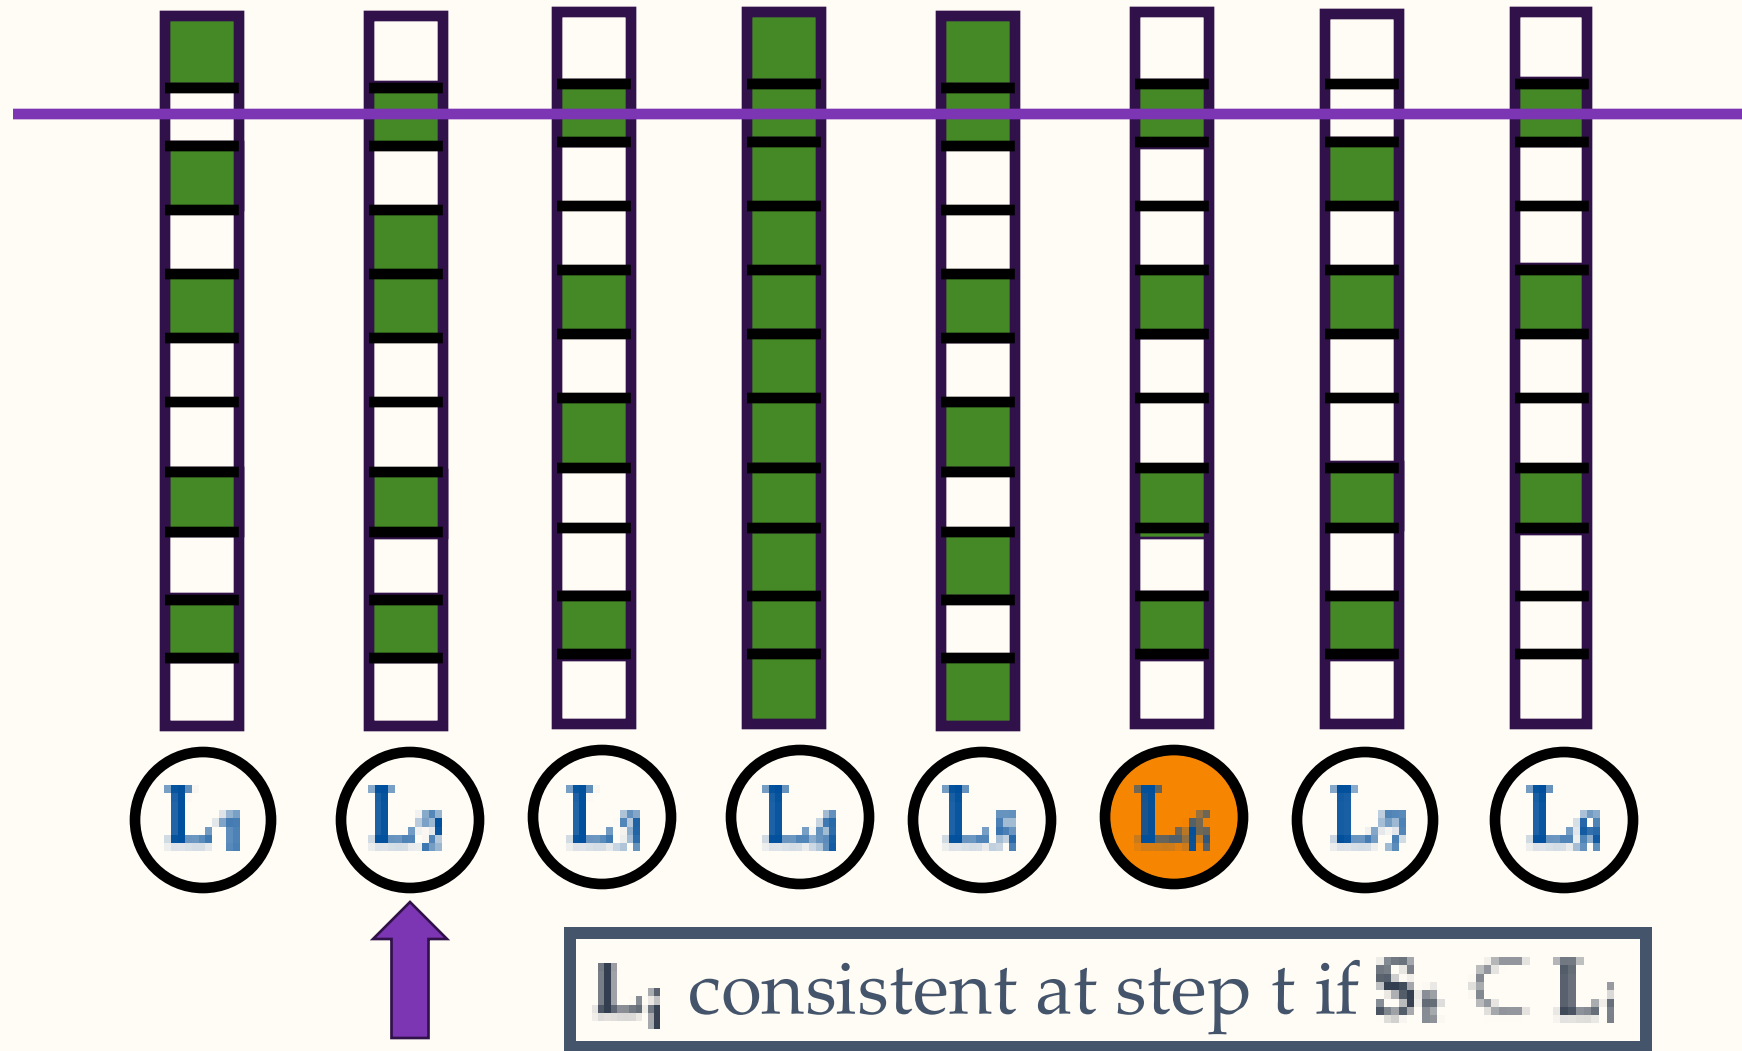 L₁ L₂ L₃ L₄ L₅ L₆ L₇ L₈
Lᵢ consistent at step t if Sₜ ⊂ Lᵢ